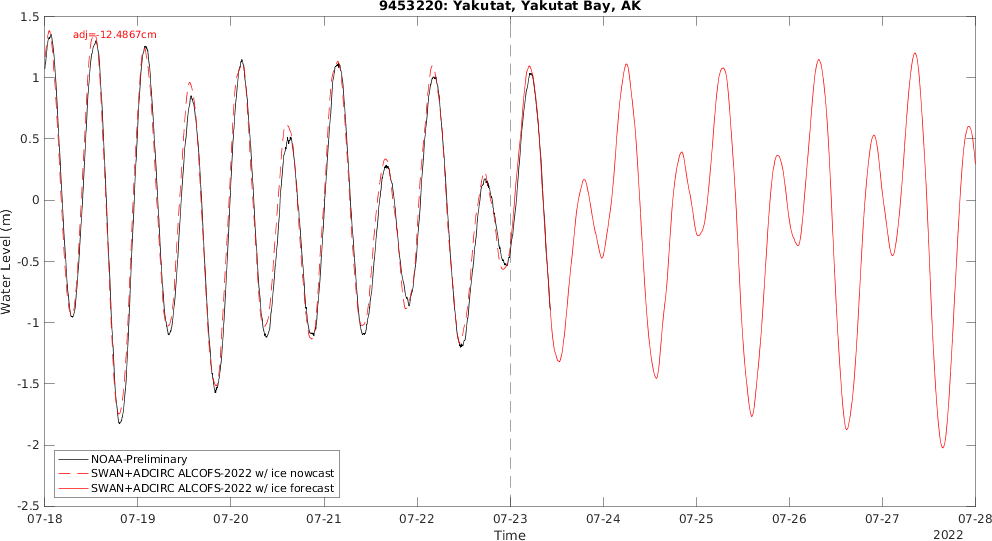 9453220: Yakutat, Yakutat Bay, AK
adj=-12.4867cm
1.5
1
0.5
0
-0.5
-1
-1.5
-2
-2.5
Water Level (m)
NOAA-Preliminary
SWAN+ADCIRC ALCOFS-2022 w/ ice nowcast
SWAN+ADCIRC ALCOFS-2022 w/ ice forecast
07-18 07-19 07-20 07-21 07-22 07-23 07-24 07-25 07-26 07-27 07-28
Time
2022